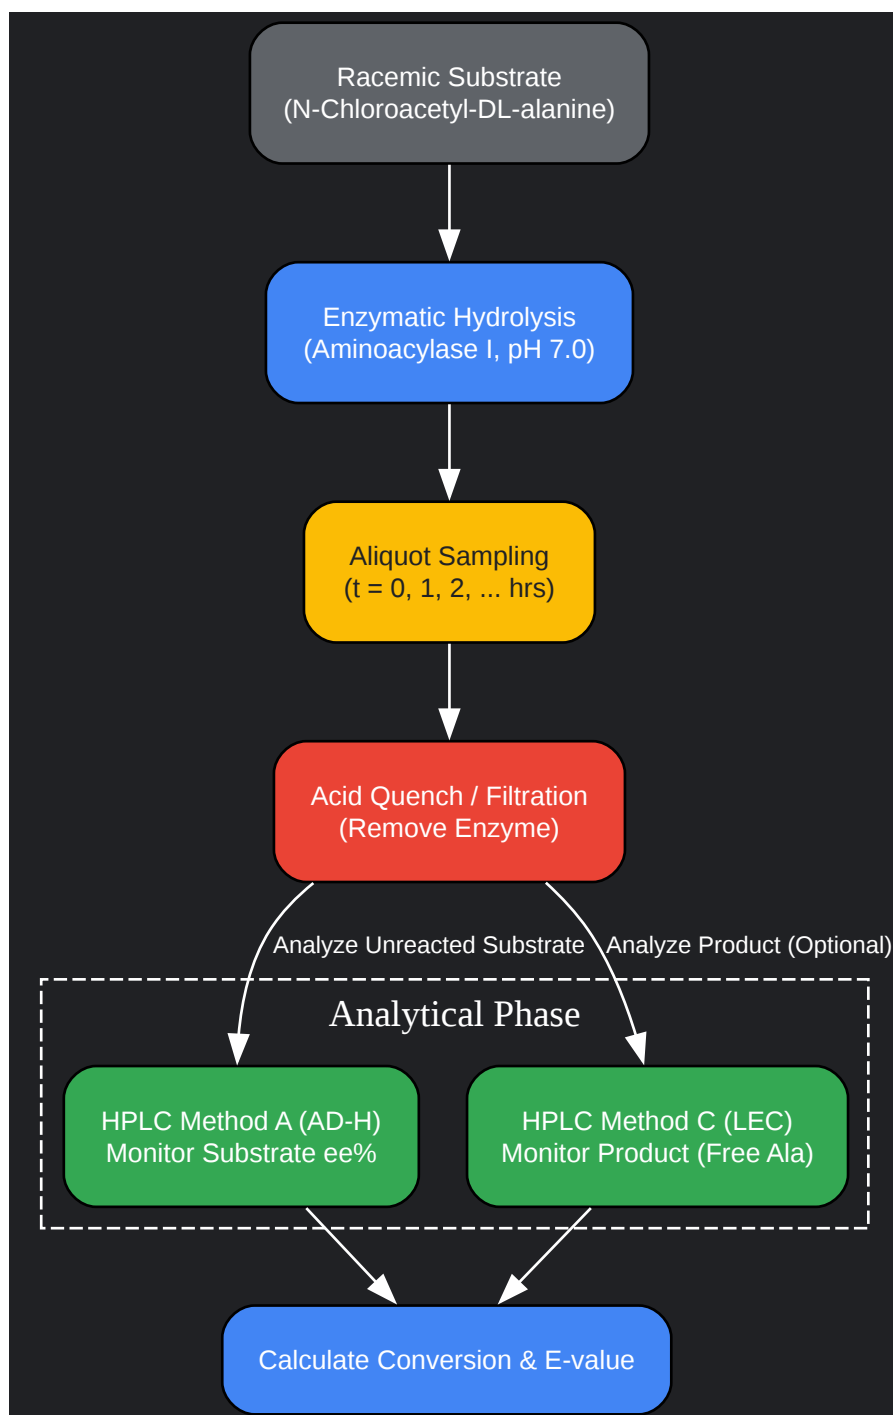 Racemic Substrate
(N-Chloroacetyl-DL-alanine)
Enzymatic Hydrolysis
(Aminoacylase I, pH 7.0)
Aliquot Sampling
(t = 0, 1, 2, ... hrs)
Acid Quench / Filtration
(Remove Enzyme)
Analyze Unreacted Substrate
Analyze Product (Optional)
Analytical Phase
HPLC Method A (AD-H)
Monitor Substrate ee%
HPLC Method C (LEC)
Monitor Product (Free Ala)
Calculate Conversion & E-value